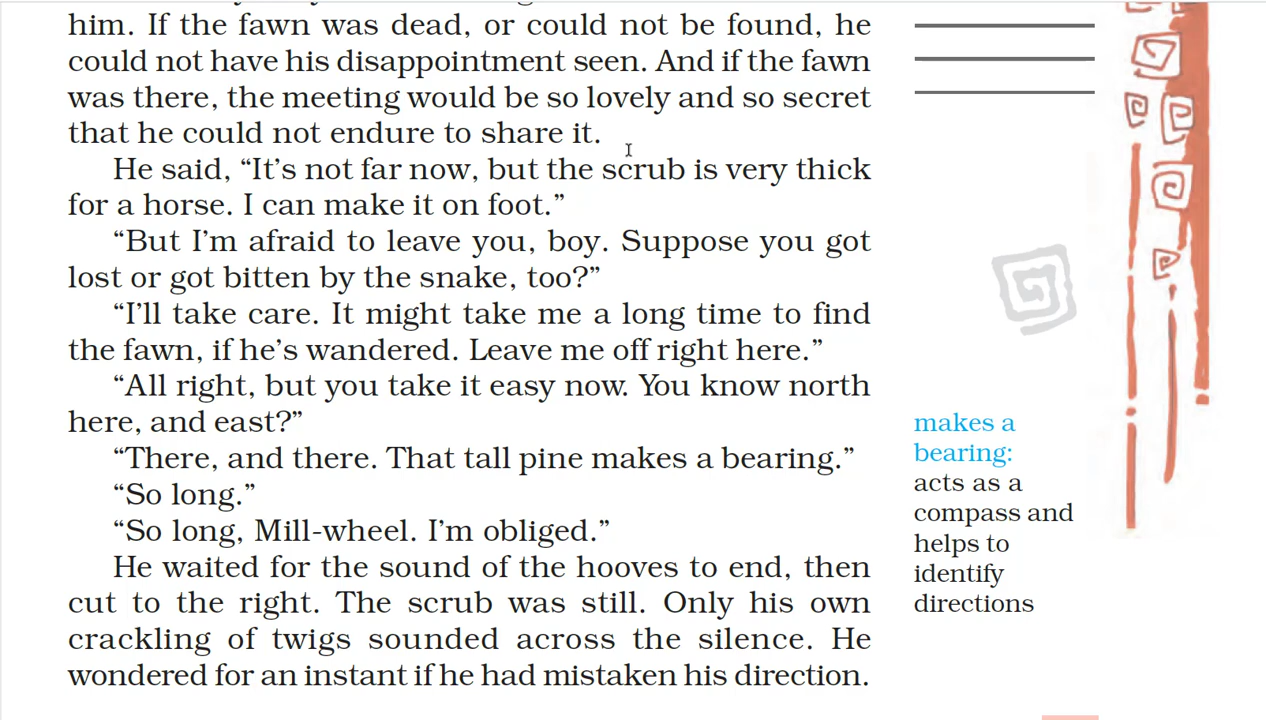 him. If the fawn was dead, or could not be found, he
could not have his disappointment seen. And if the fawn
was there, the meeting would be so lovely and so secret
that he could not endure to share it.
He said, “It’s not far now, but the scrub is very thick
for a horse. I can make it on foot.”
“But I’m afraid to leave you, boy. Suppose you got
lost or got bitten by the snake, too?”
“I’ll take care. It might take me a long time to find
the fawn, if he’s wandered. Leave me off right here.”
“All right, but you take it easy now. You know north
here, and east?”
“There, and there. That tall pine makes a bearing.”
“So long.”
“So long, Mill-wheel. I’m obliged.”
He waited for the sound of the hooves to end, then
cut to the right. The scrub was still. Only his own
crackling of twigs sounded across the silence. He
wondered for an instant if he had mistaken his direction.
makes a
bearing:
acts as a
compass and
helps to
identify
directions